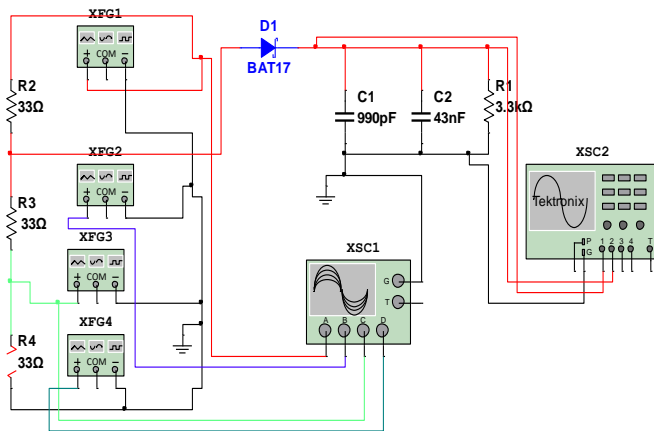 XFG1
+ COM −
R2
33Ω
XFG2
+ COM −
R3
33Ω
XFG3
+ COM −
XFG4
+ COM −
R4
33Ω
D1
BAT17
C1
990pF
C2
43nF
R1
3.3kΩ
XSC1
G
T
A B C D
XSC2
Tektronix
P
G
1 2 3 4 T